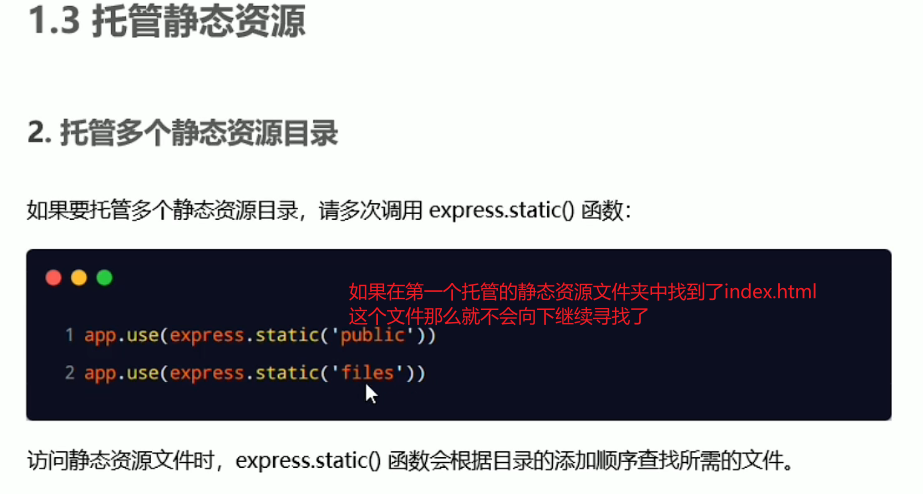 1.3 托管静态资源
2. 托管多个静态资源目录
如果要托管多个静态资源目录，请多次调用 express.static() 函数：
如果在第一个托管的静态资源文件夹中找到了index.html
这个文件那么就不会向下继续寻找了
1 app.use(express.static('public'))
2 app.use(express.static('files'))
访问静态资源文件时，express.static() 函数会根据目录的添加顺序查找所需的文件。